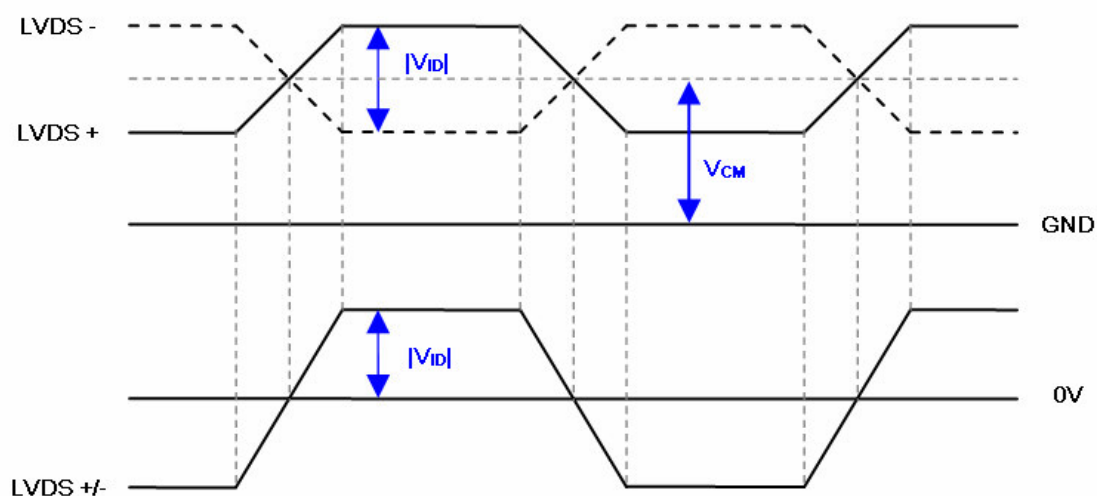 LVDS -
|VID|
LVDS +
VCM
GND
|VID|
0V
LVDS +/-